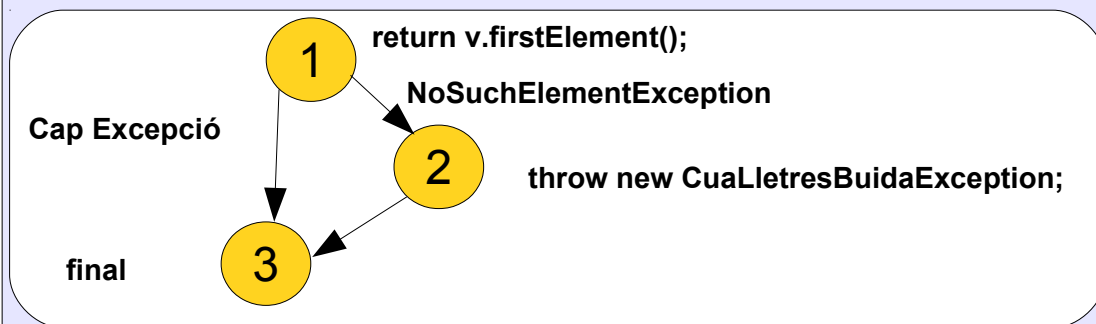 1
return v.firstElement();
NoSuchElementException
Cap Excepció
2
throw new CuaLletresBuidaException;
3
final